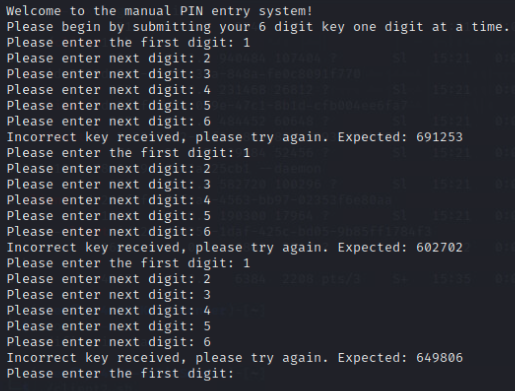 Welcome to the manual PIN entry system!
Please begin by submitting your 6 digit key one digit at a time.
Please enter the first digit: 1
Please enter next digit: 2
Please enter next digit: 3
Please enter next digit: 4
Please enter next digit: 5
Please enter next digit: 6
Incorrect key received, please try again. Expected: 691253
Please enter the first digit: 1
Please enter next digit: 2
Please enter next digit: 3
Please enter next digit: 4
Please enter next digit: 5
Please enter next digit: 6
Incorrect key received, please try again. Expected: 602702
Please enter the first digit: 1
Please enter next digit: 2
Please enter next digit: 3
Please enter next digit: 4
Please enter next digit: 5
Please enter next digit: 6
Incorrect key received, please try again. Expected: 649806
Please enter the first digit: